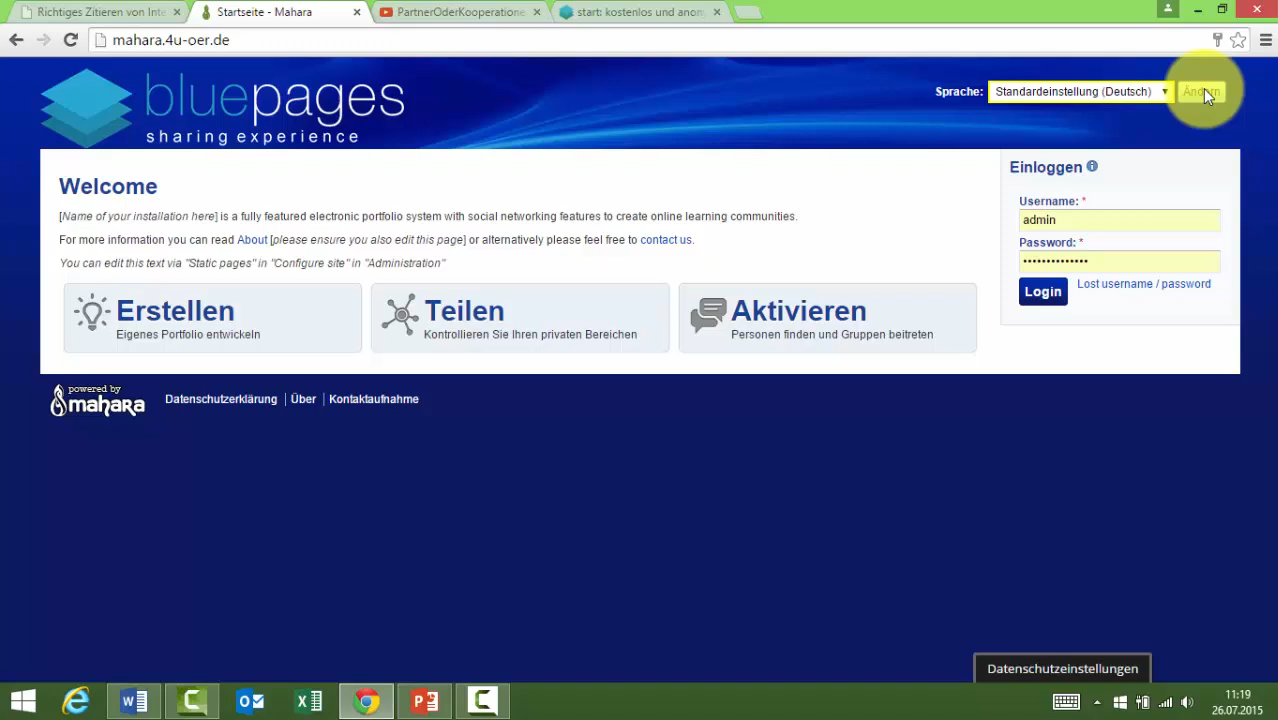 Richtiges Zitieren von Inte
Startseite - Mahara
PartnerOderKooperatione
start: kostenlos und anony
mahara.4u-oer.de
bluepages
sharing experience
Sprache: Standardeinstellung (Deutsch) Ändern
Welcome
[Name of your installation here] is a fully featured electronic portfolio system with social networking features to create online learning communities.
For more information you can read About [please ensure you also edit this page] or alternatively please feel free to contact us.
You can edit this text via "Static pages" in "Configure site" in "Administration"
Einloggen
Username: *
admin
Password: *
••••••••••••••
Login Lost username / password
Erstellen
Eigenes Portfolio entwickeln
Teilen
Kontrollieren Sie Ihren privaten Bereichen
Aktivieren
Personen finden und Gruppen beitreten
powered by
mahara
Datenschutzerklärung Über Kontaktaufnahme
Datenschutzeinstellungen
11:19
26.07.2015